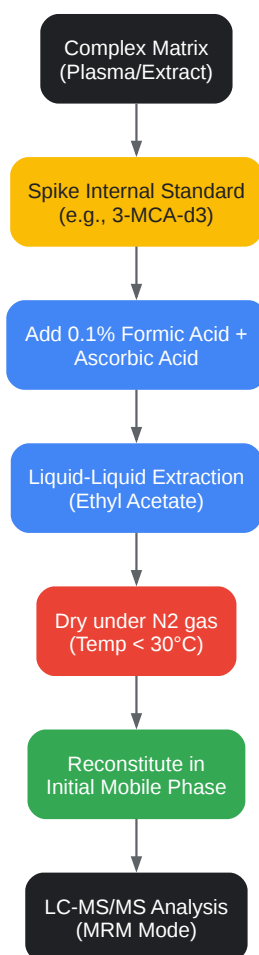 Complex Matrix
(Plasma/Extract)
Spike Internal Standard
(e.g., 3-MCA-d3)
Add 0.1% Formic Acid +
Ascorbic Acid
Liquid-Liquid Extraction
(Ethyl Acetate)
Dry under N2 gas
(Temp < 30°C)
Reconstitute in
Initial Mobile Phase
LC-MS/MS Analysis
(MRM Mode)